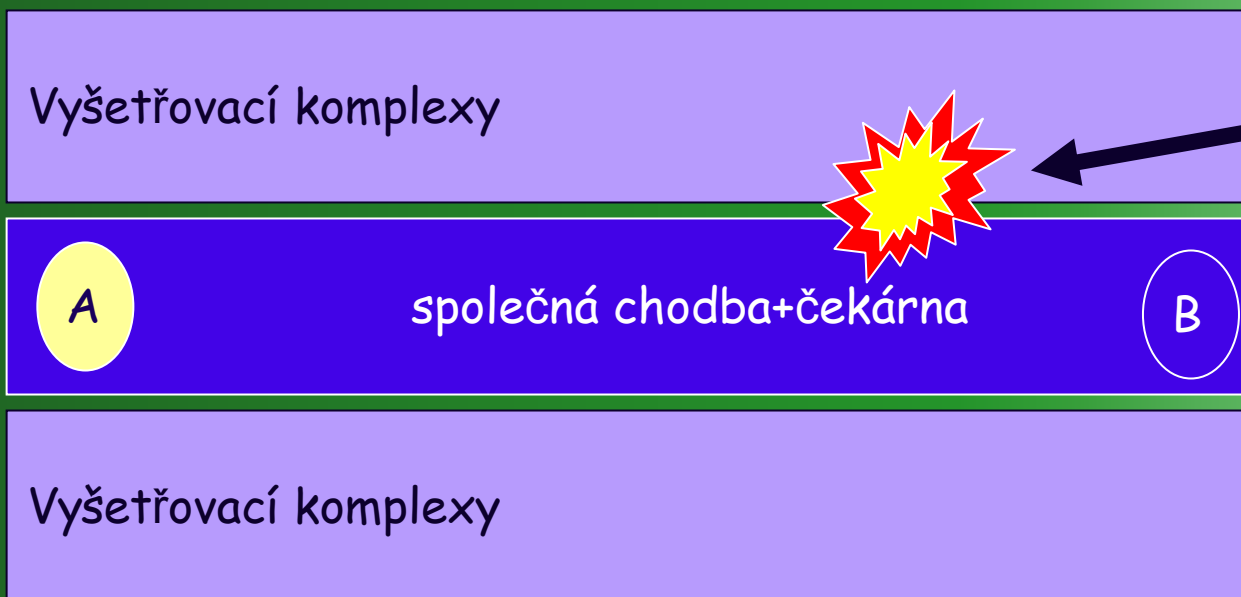 Vyšetřovací komplexy
A
společná chodba+čekárna
B
Vyšetřovací komplexy